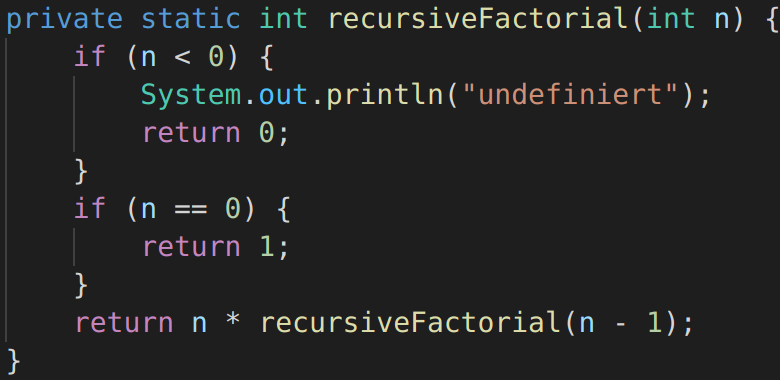 private static int recursiveFactorial(int n) {
    if (n < 0) {
        System.out.println("undefiniert");
        return 0;
    }
    if (n == 0) {
        return 1;
    }
    return n * recursiveFactorial(n - 1);
}